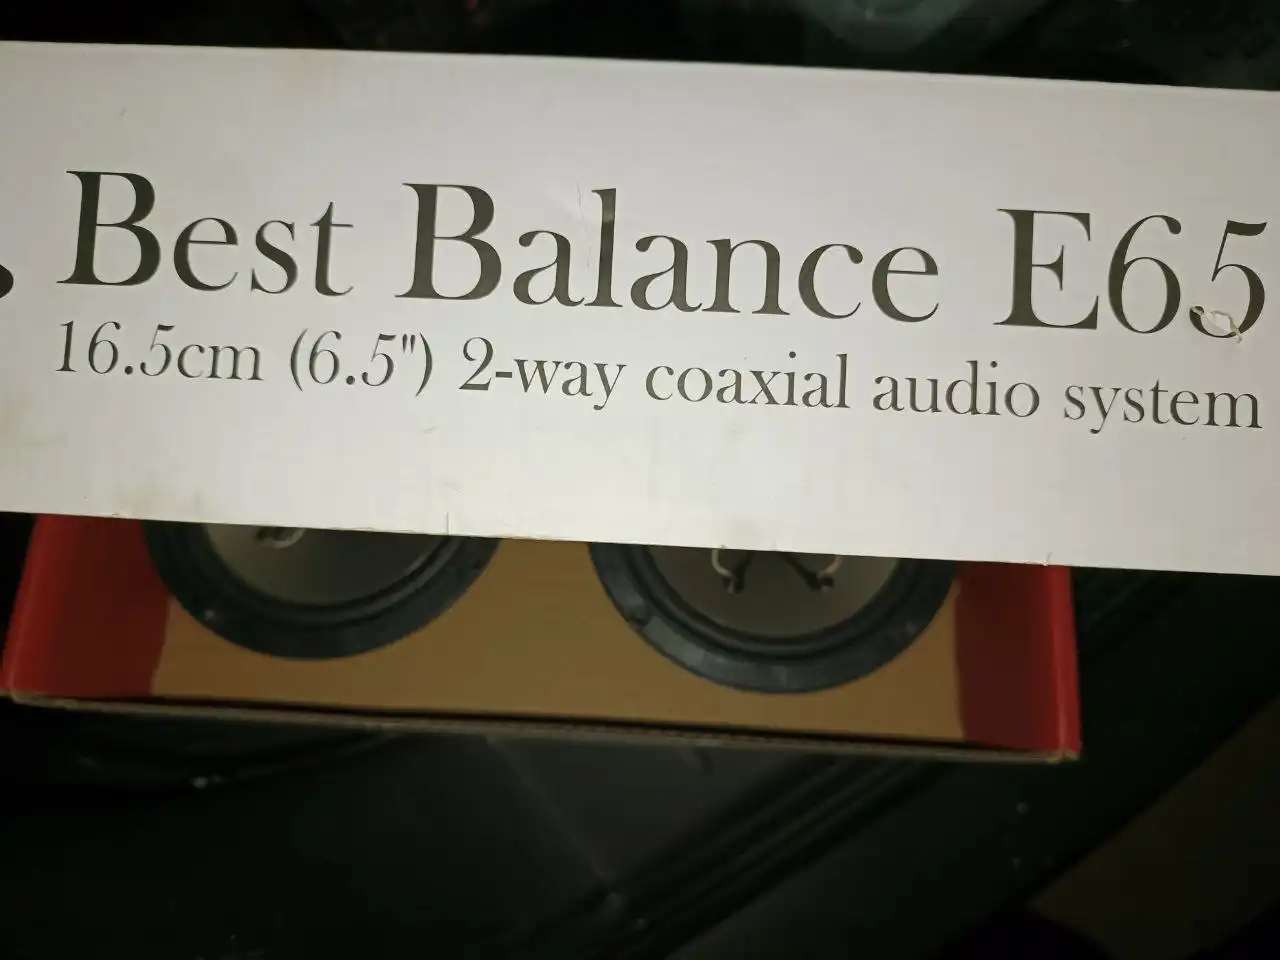 Best Balance E65
16.5cm (6.5") 2-way coaxial audio system